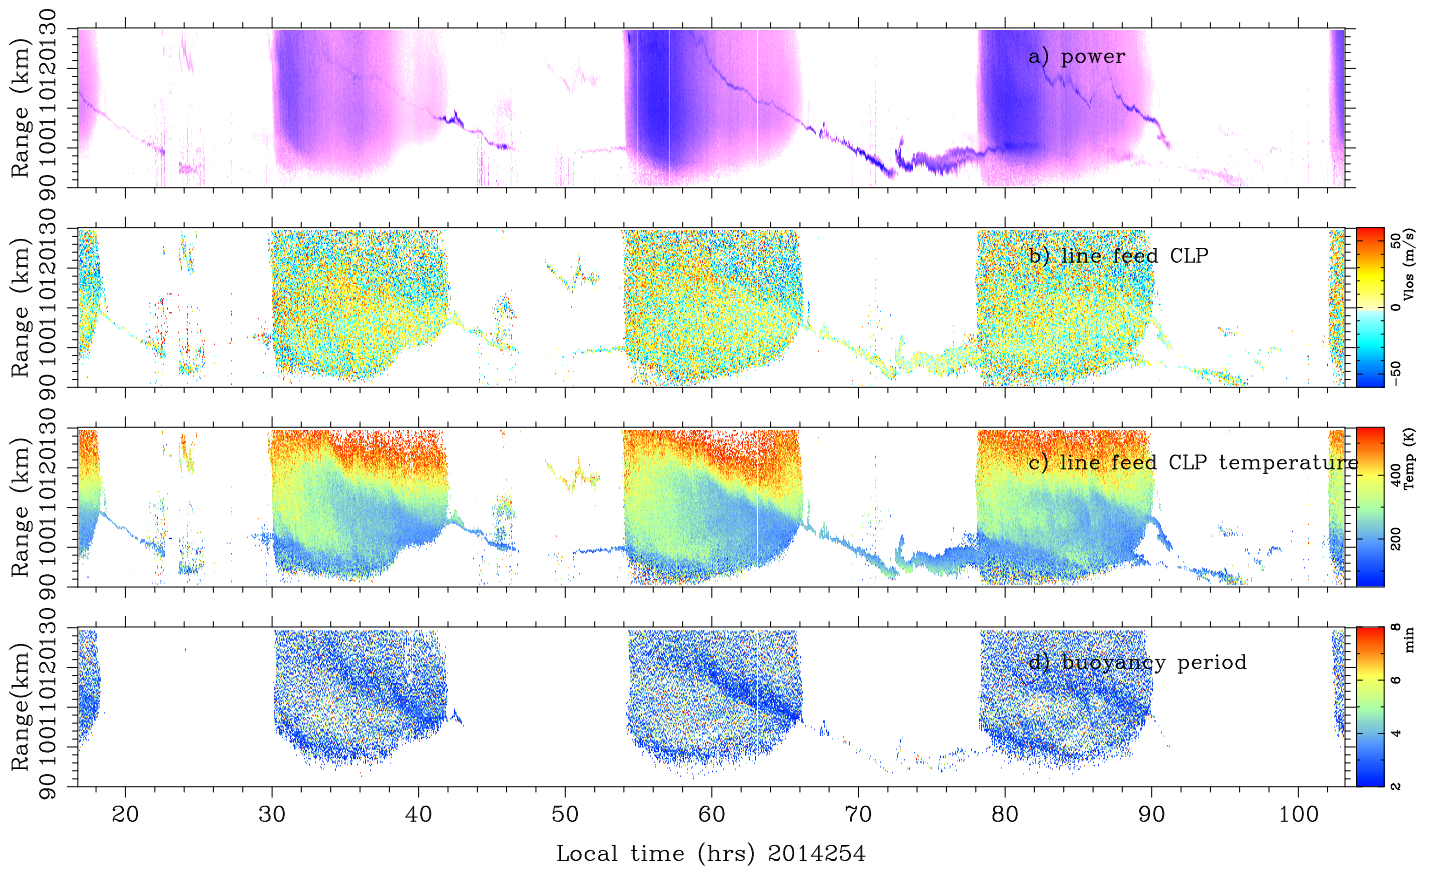 Range (km)
90 100 110 120 130
a) power
Range (km)
90 100 110 120 130
b) line feed CLP
-50 0 50
Vlos (m/s)
Range (km)
90 100 110 120 130
c) line feed CLP temperature
200 400
Temp (K)
Range(km)
90 100 110 120 130
d) buoyancy period
2 4 6 8
min
20 30 40 50 60 70 80 90 100
Local time (hrs) 2014254